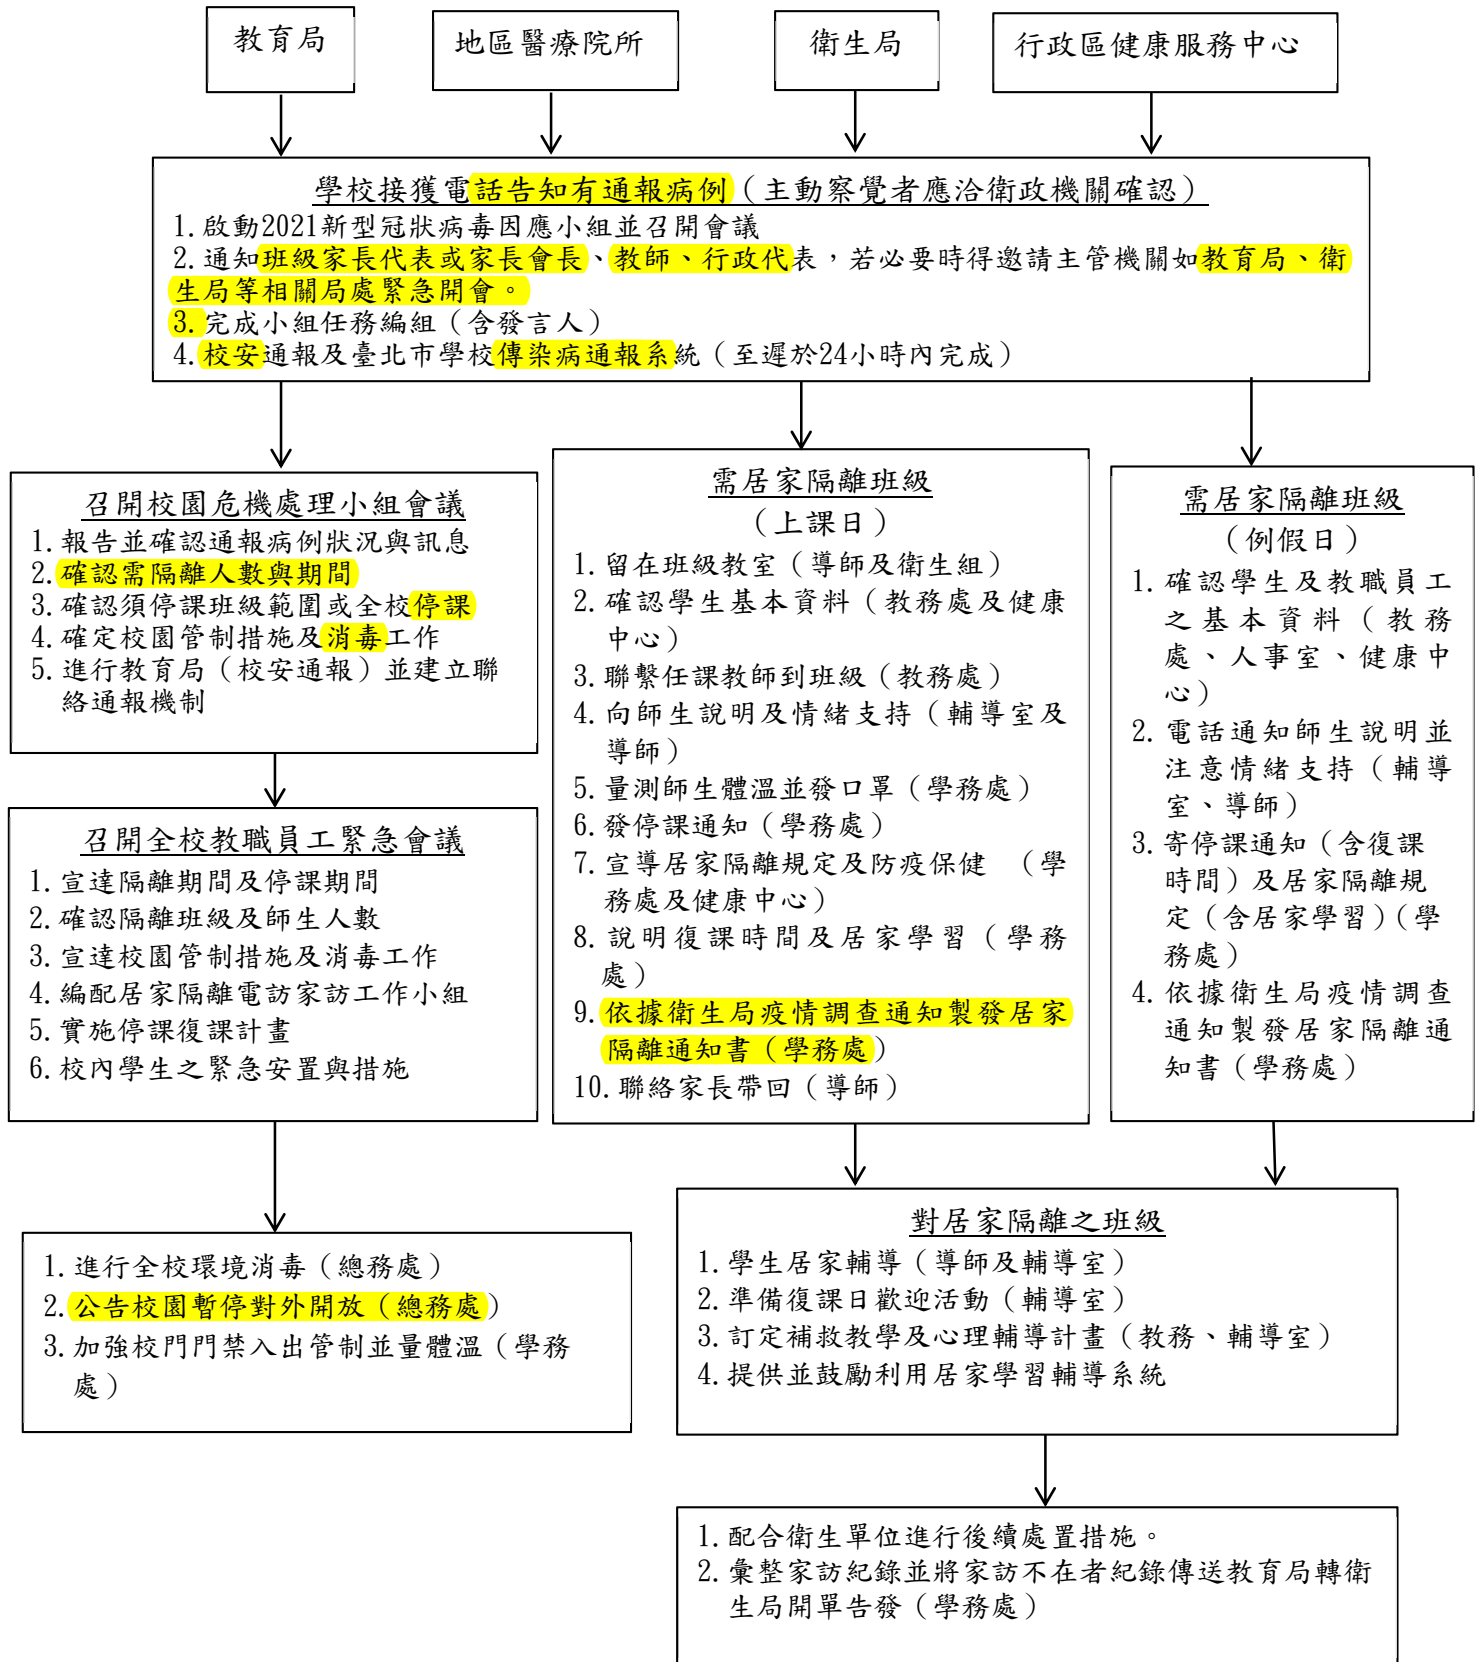 教育局
地區醫療院所
衛生局
行政區健康服務中心
學校接獲電話告知有通報病例（主動察覺者應洽衛政機關確認）
1.啟動2021新型冠狀病毒因應小組並召開會議
2.通知班級家長代表或家長會長、教師、行政代表，若必要時得邀請主管機關如教育局、衛
生局等相關局處緊急開會。
3.完成小組任務編組（含發言人）
4.校安通報及臺北市學校傳染病通報系統（至遲於24小時內完成）
召開校園危機處理小組會議
1.報告並確認通報病例狀況與訊息
2.確認需隔離人數與期間
3.確認須停課班級範圍或全校停課
4.確定校園管制措施及消毒工作
5.進行教育局（校安通報）並建立聯
絡通報機制
召開全校教職員工緊急會議
1.宣達隔離期間及停課期間
2.確認隔離班級及師生人數
3.宣達校園管制措施及消毒工作
4.編配居家隔離電訪家訪工作小組
5.實施停課復課計畫
6.校內學生之緊急安置與措施
1.進行全校環境消毒（總務處）
2.公告校園暫停對外開放（總務處）
3.加強校門門禁入出管制並量體溫（學務
處）
需居家隔離班級
（上課日）
1.留在班級教室（導師及衛生組）
2.確認學生基本資料（教務處及健康
中心）
3.聯繫任課教師到班級（教務處）
4.向師生說明及情緒支持（輔導室及
導師）
5.量測師生體溫並發口罩（學務處）
6.發停課通知（學務處）
7.宣導居家隔離規定及防疫保健　（學
務處及健康中心）
8.說明復課時間及居家學習（學務
處）
9.依據衛生局疫情調查通知製發居家
隔離通知書（學務處）
10.聯絡家長帶回（導師）
需居家隔離班級
（例假日）
1.確認學生及教職員工
之基本資料（教務
處、人事室、健康中
心）
2.電話通知師生說明並
注意情緒支持（輔導
室、導師）
3.寄停課通知（含復課
時間）及居家隔離規
定（含居家學習）（學
務處）
4.依據衛生局疫情調查
通知製發居家隔離通
知書（學務處）
對居家隔離之班級
1.學生居家輔導（導師及輔導室）
2.準備復課日歡迎活動（輔導室）
3.訂定補救教學及心理輔導計畫（教務、輔導室）
4.提供並鼓勵利用居家學習輔導系統
1.配合衛生單位進行後續處置措施。
2.彙整家訪紀錄並將家訪不在者紀錄傳送教育局轉衛
生局開單告發（學務處）